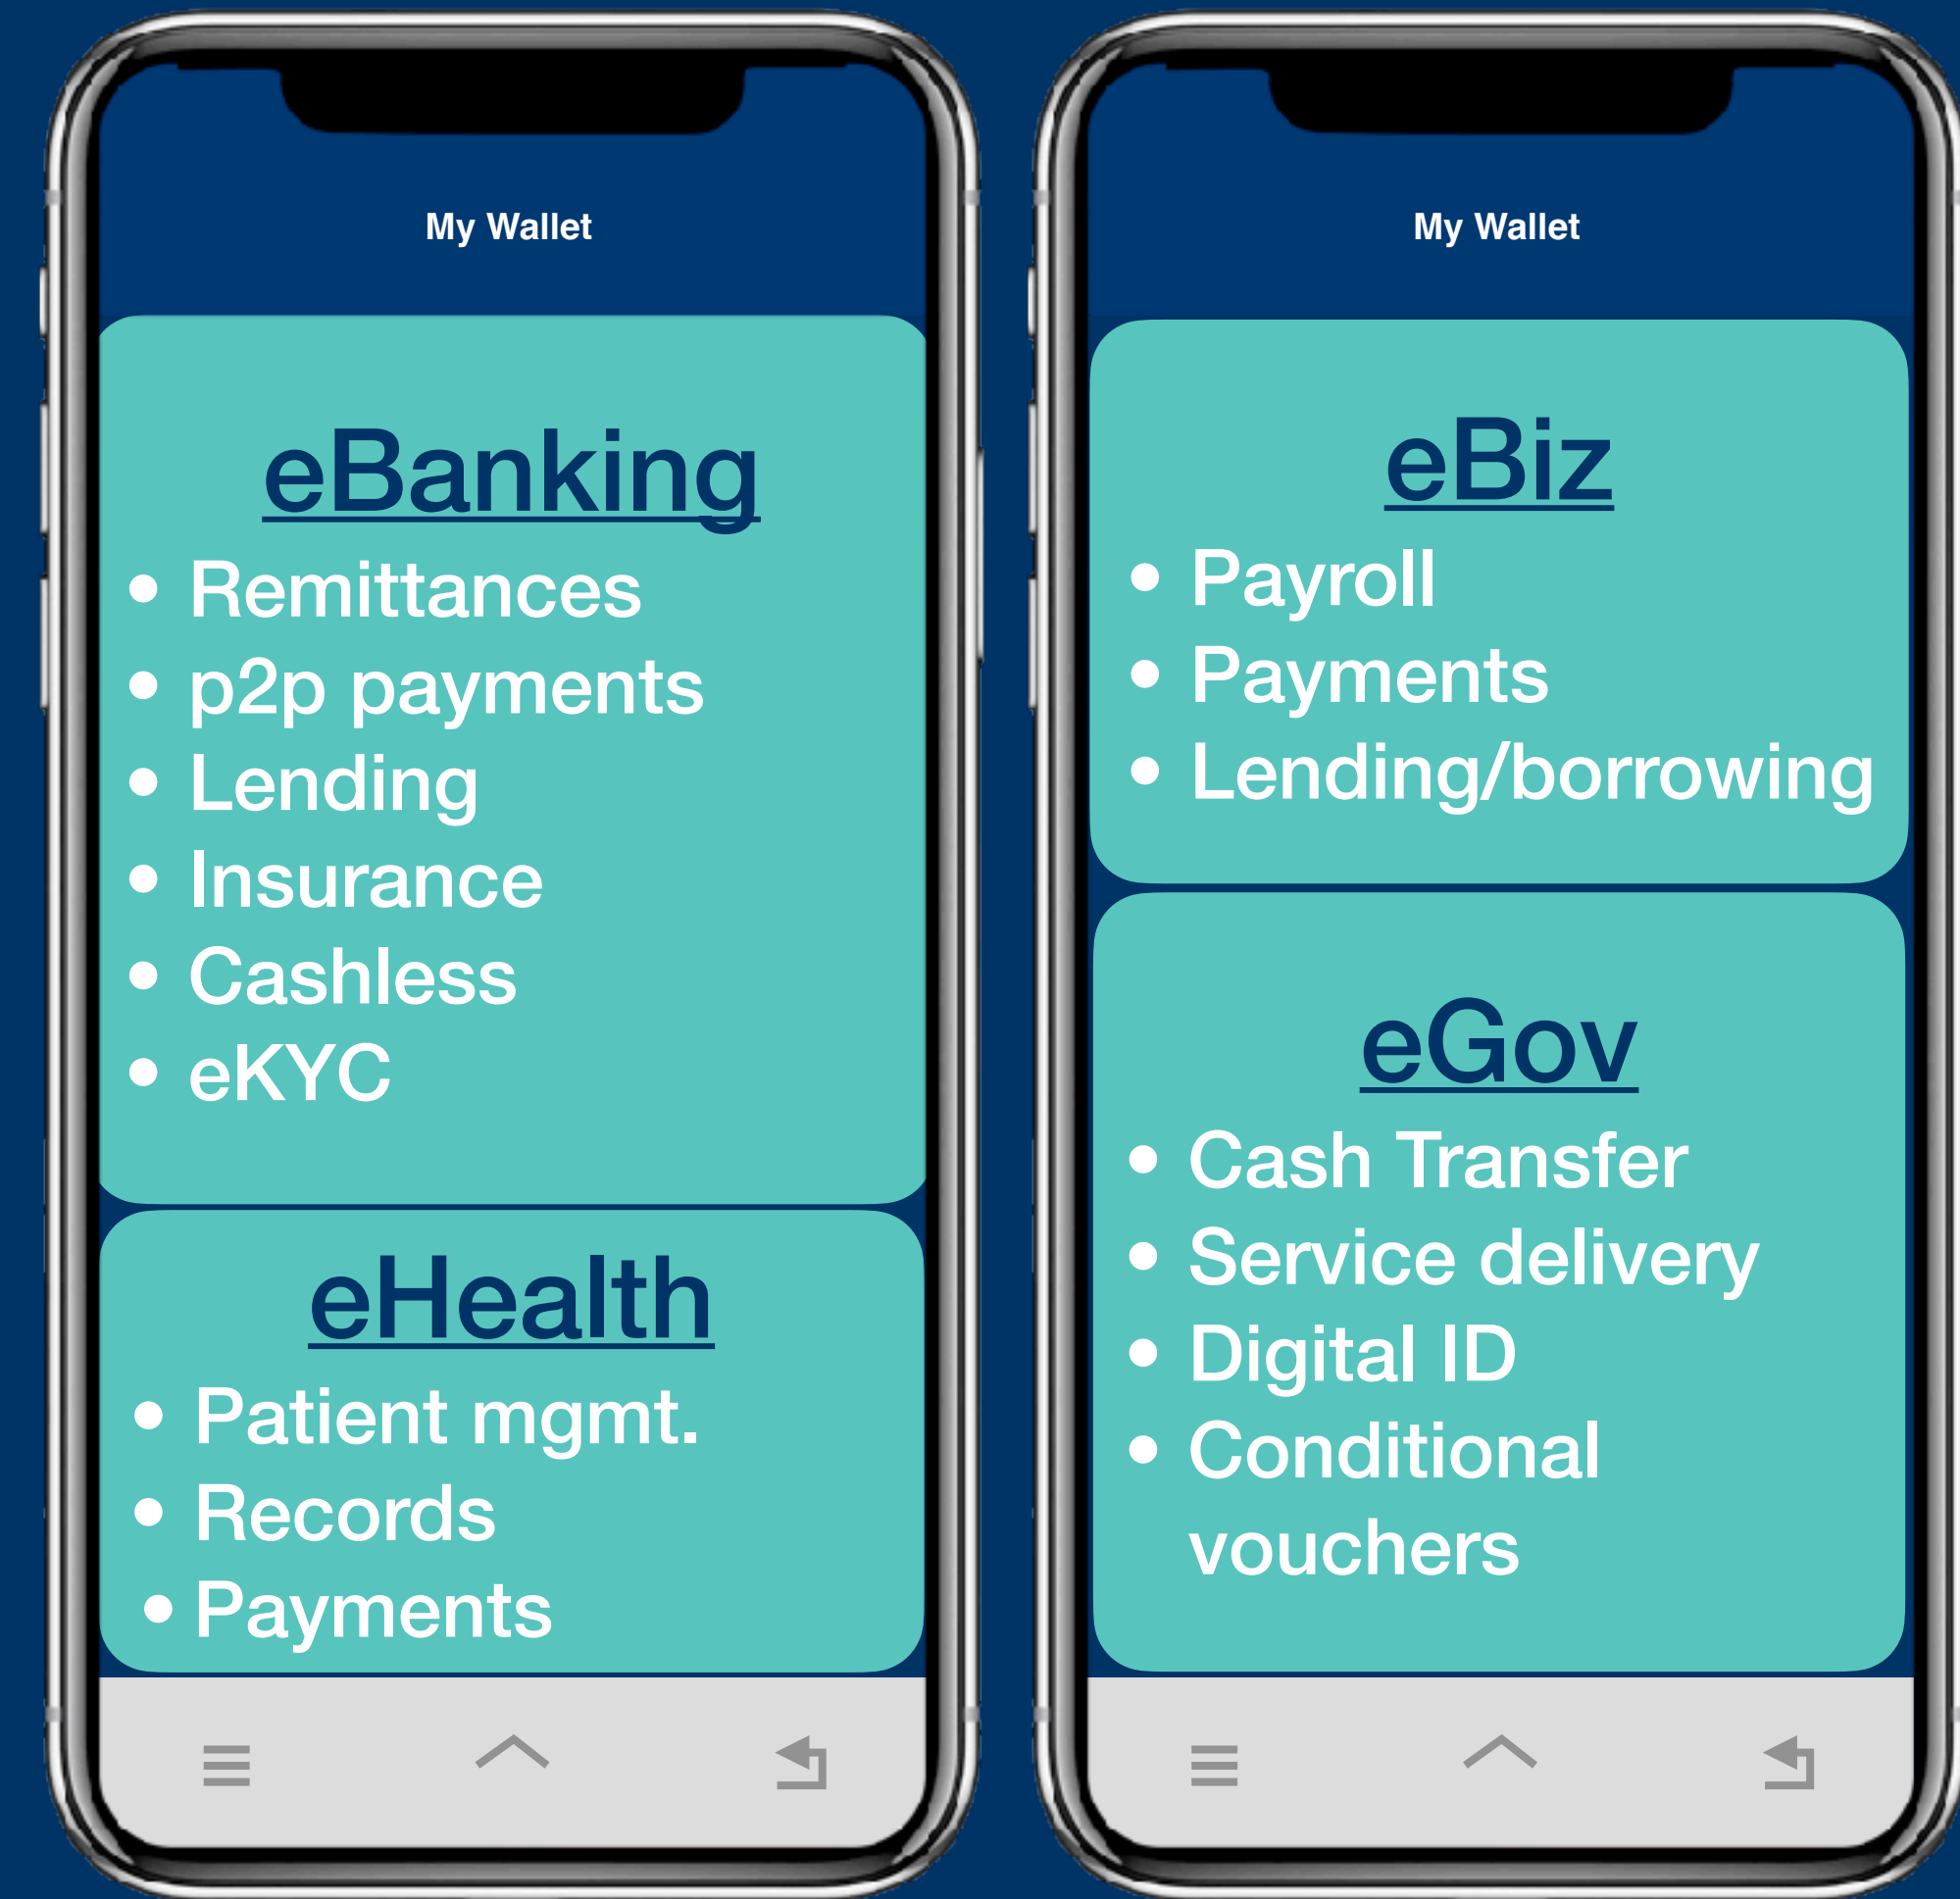 My Wallet
eBanking
• Remittances
• p2p payments
• Lending
• Insurance
• Cashless
• eKYC
eHealth
• Patient mgmt.
• Records
• Payments
My Wallet
eBiz
• Payroll
• Payments
• Lending/borrowing
eGov
• Cash Transfer
• Service delivery
• Digital ID
• Conditional
vouchers